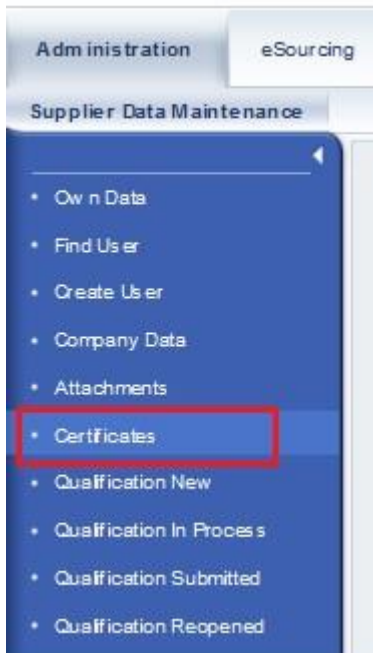 Administration eSourcing
Supplier Data Maintenance
Own Data
Find User
Create User
Company Data
Attachments
Certificates
Qualification New
Qualification In Process
Qualification Submitted
Qualification Reopened